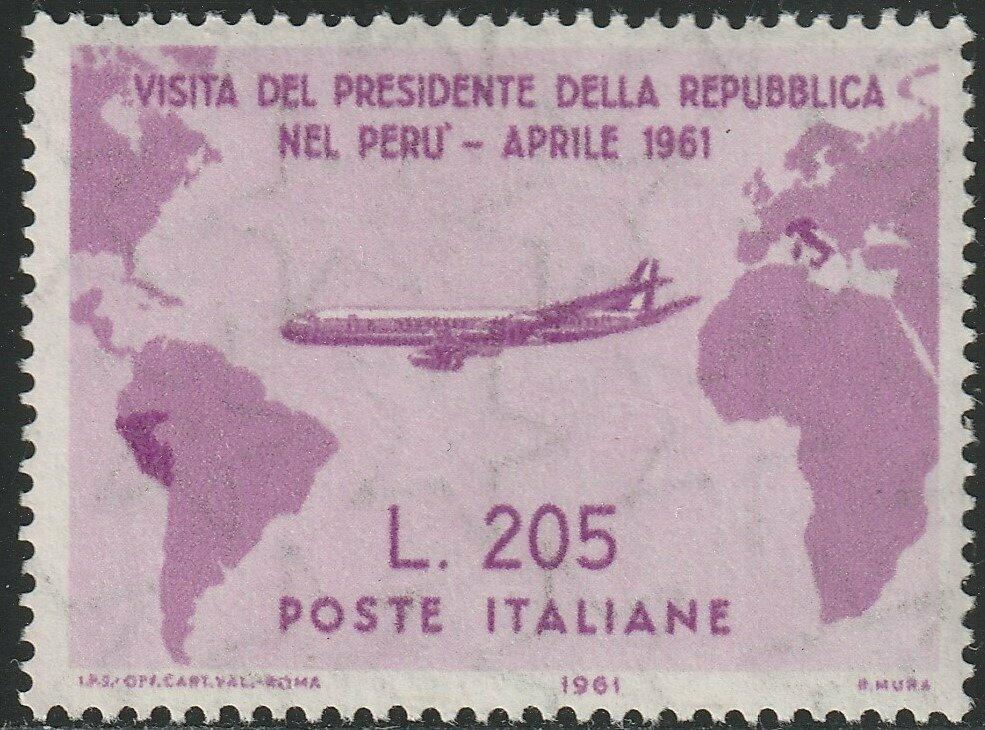 VISITA DEL PRESIDENTE DELLA REPUBBLICA
NEL PERU' - APRILE 1961
L. 205
POSTE ITALIANE
I.P.S./OFF.CART.VAL.-ROMA 1961 R.MURA